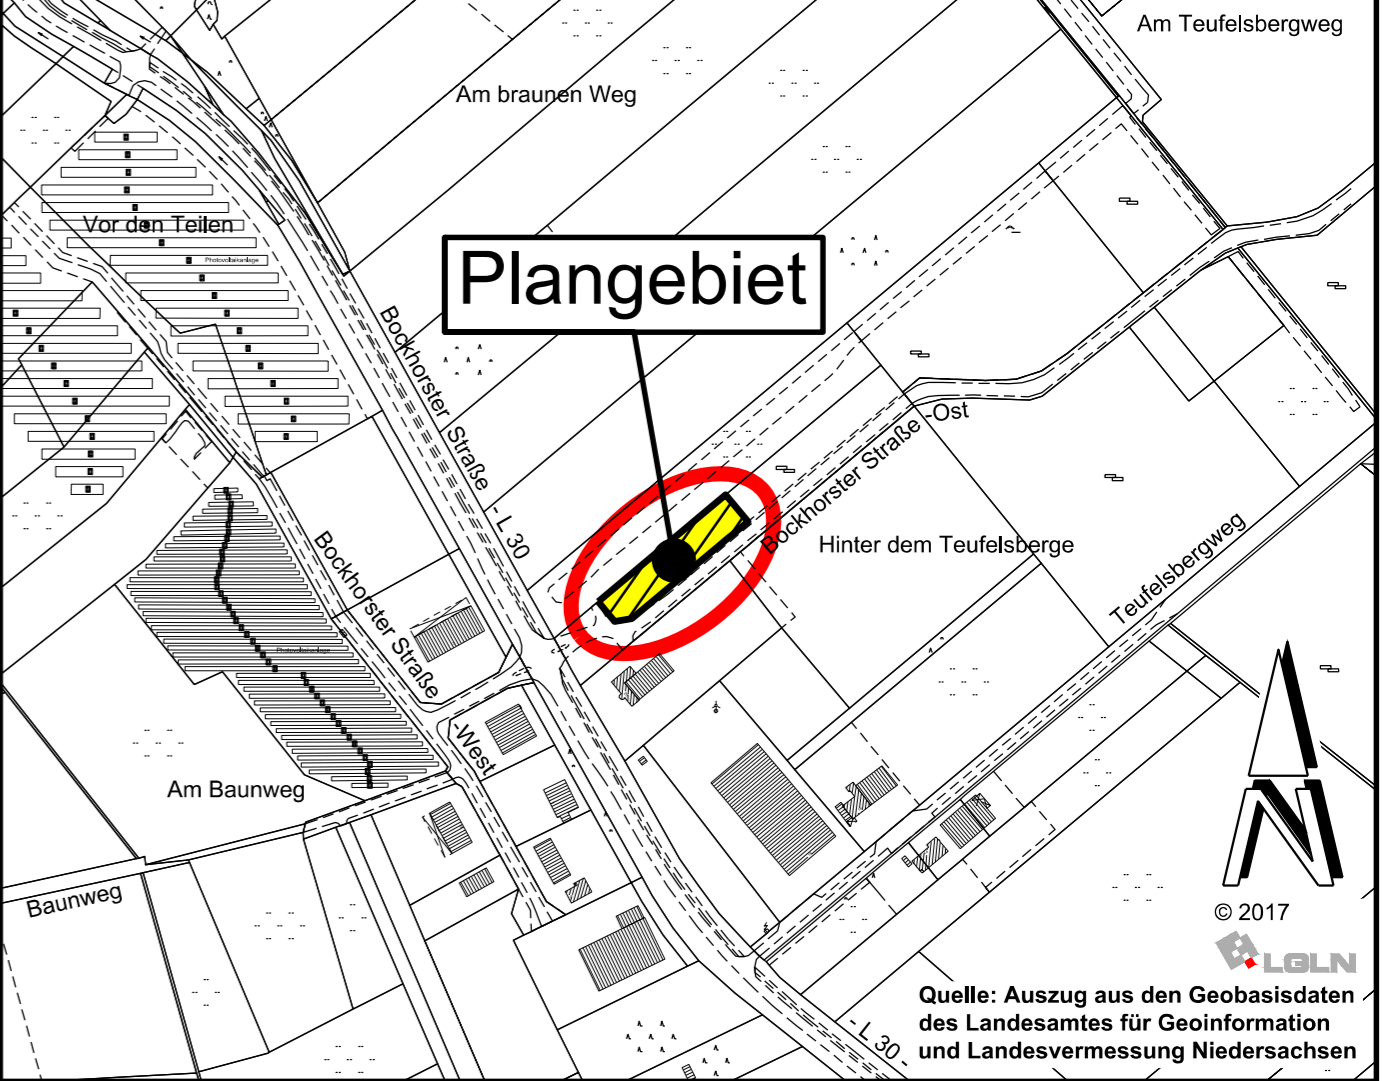 Am Teufelsbergweg
Am braunen Weg
Vor den Teilen
Photovoltaikanlage
Plangebiet
Bockhorster Straße - L 30
Bockhorster Straße -Ost
Hinter dem Teufelsberge
Teufelsbergweg
Bockhorster Straße
-West
Photovoltaikanlage
Am Baunweg
Baunweg
- L 30 -
N
© 2017
LGLN
Quelle: Auszug aus den Geobasisdaten
des Landesamtes für Geoinformation
und Landesvermessung Niedersachsen